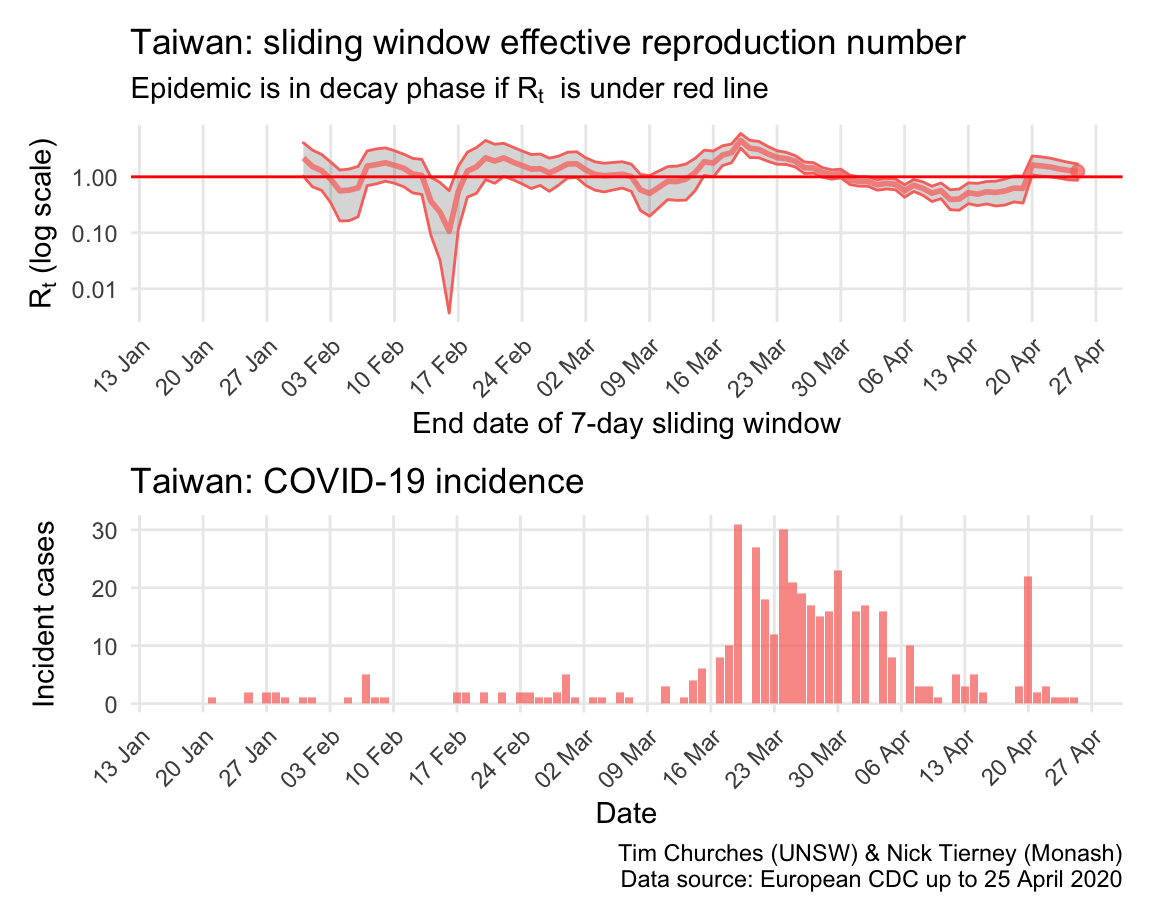 Taiwan: sliding window effective reproduction number
Epidemic is in decay phase if Rt is under red line
Rt (log scale)
1.00
0.10
0.01
13 Jan
20 Jan
27 Jan
03 Feb
10 Feb
17 Feb
24 Feb
02 Mar
09 Mar
16 Mar
23 Mar
30 Mar
06 Apr
13 Apr
20 Apr
27 Apr
End date of 7-day sliding window
Taiwan: COVID-19 incidence
Incident cases
30
20
10
0
13 Jan
20 Jan
27 Jan
03 Feb
10 Feb
17 Feb
24 Feb
02 Mar
09 Mar
16 Mar
23 Mar
30 Mar
06 Apr
13 Apr
20 Apr
27 Apr
Date
Tim Churches (UNSW) & Nick Tierney (Monash)
Data source: European CDC up to 25 April 2020